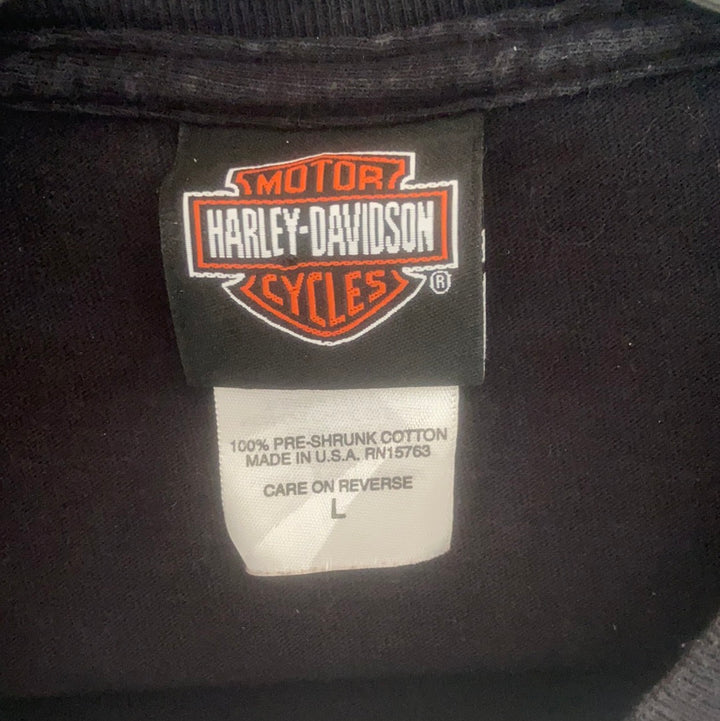 MOTOR
HARLEY-DAVIDSON
CYCLES
®
100% PRE-SHRUNK COTTON
MADE IN U.S.A. RN15763
CARE ON REVERSE
L